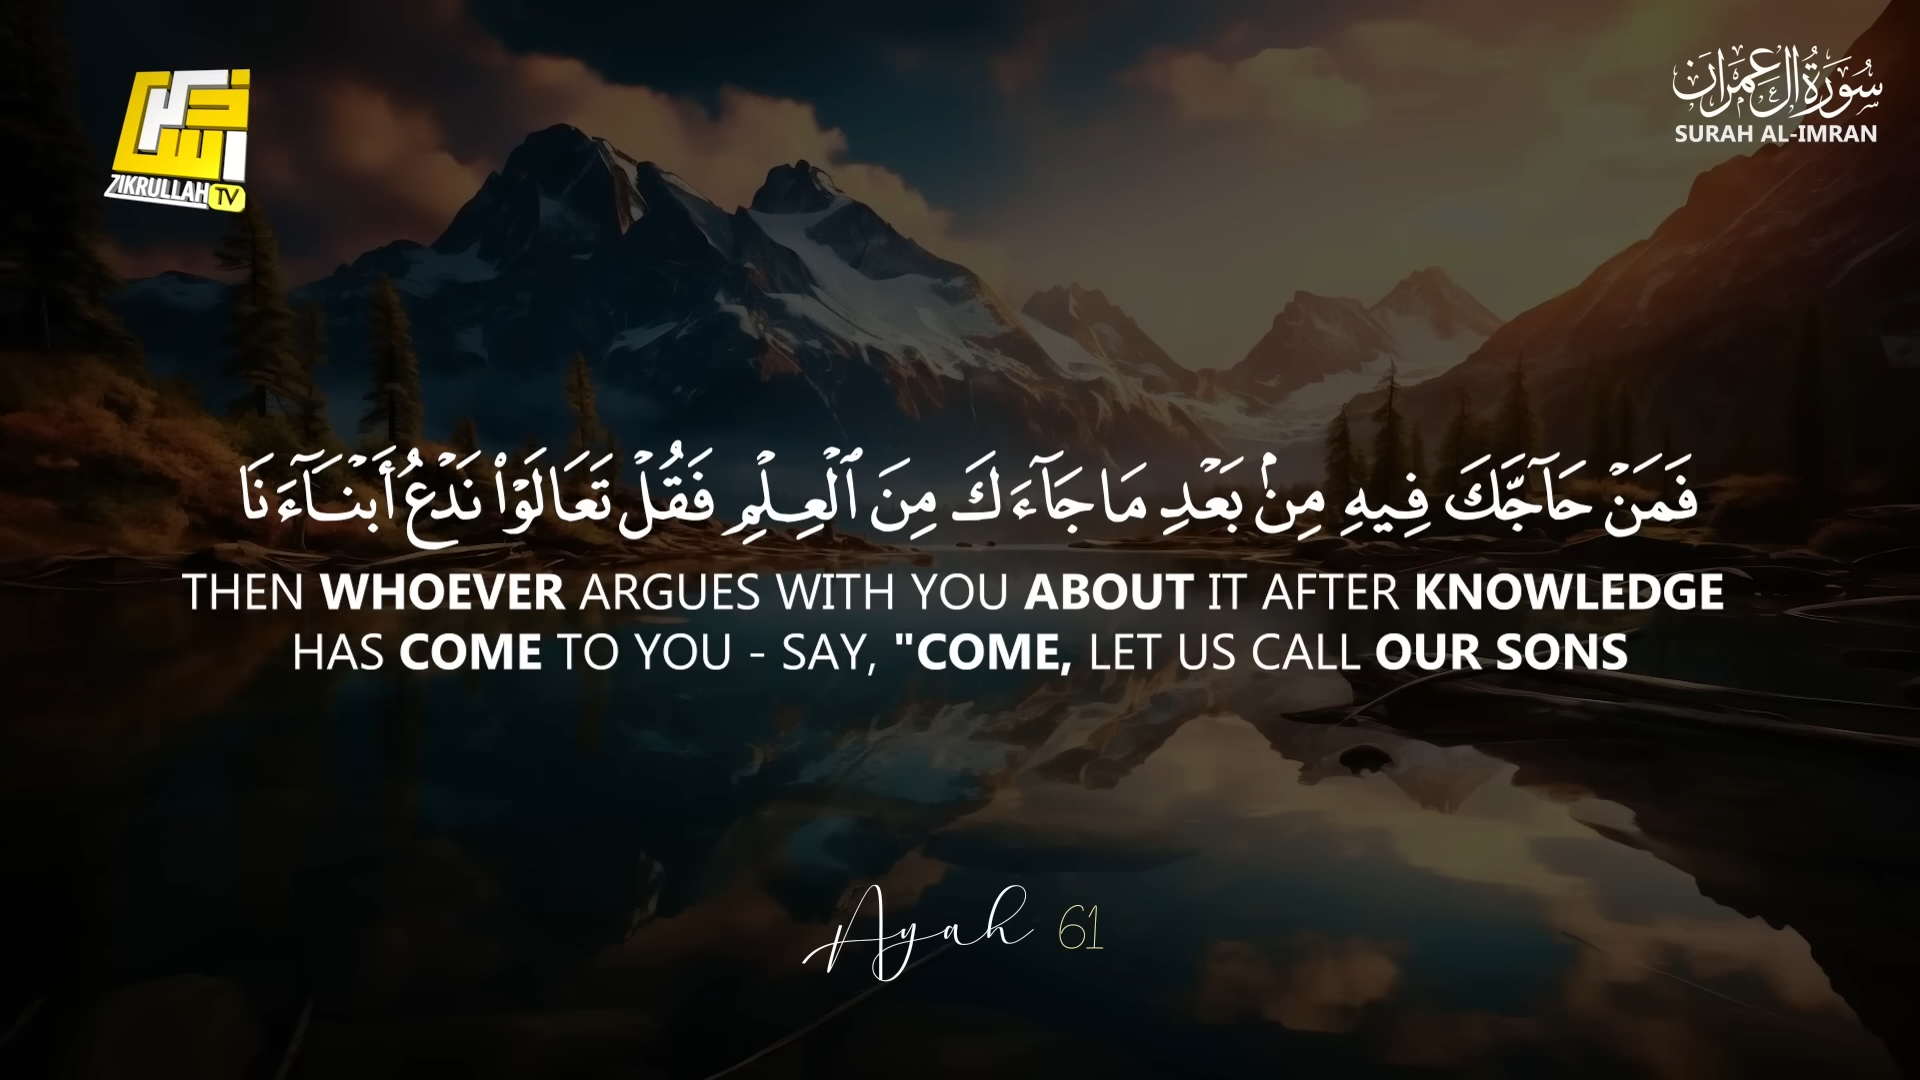 ZIKRULLAH TV
سُورَةُ آلِ عِمْرَان
SURAH AL-IMRAN
فَمَنْ حَآجَّكَ فِيهِ مِنۢ بَعْدِ مَا جَآءَكَ مِنَ ٱلْعِلْمِ فَقُلْ تَعَالَوْا۟ نَدْعُ أَبْنَآءَنَا
THEN WHOEVER ARGUES WITH YOU ABOUT IT AFTER KNOWLEDGE
HAS COME TO YOU - SAY, "COME, LET US CALL OUR SONS
Ayah 61